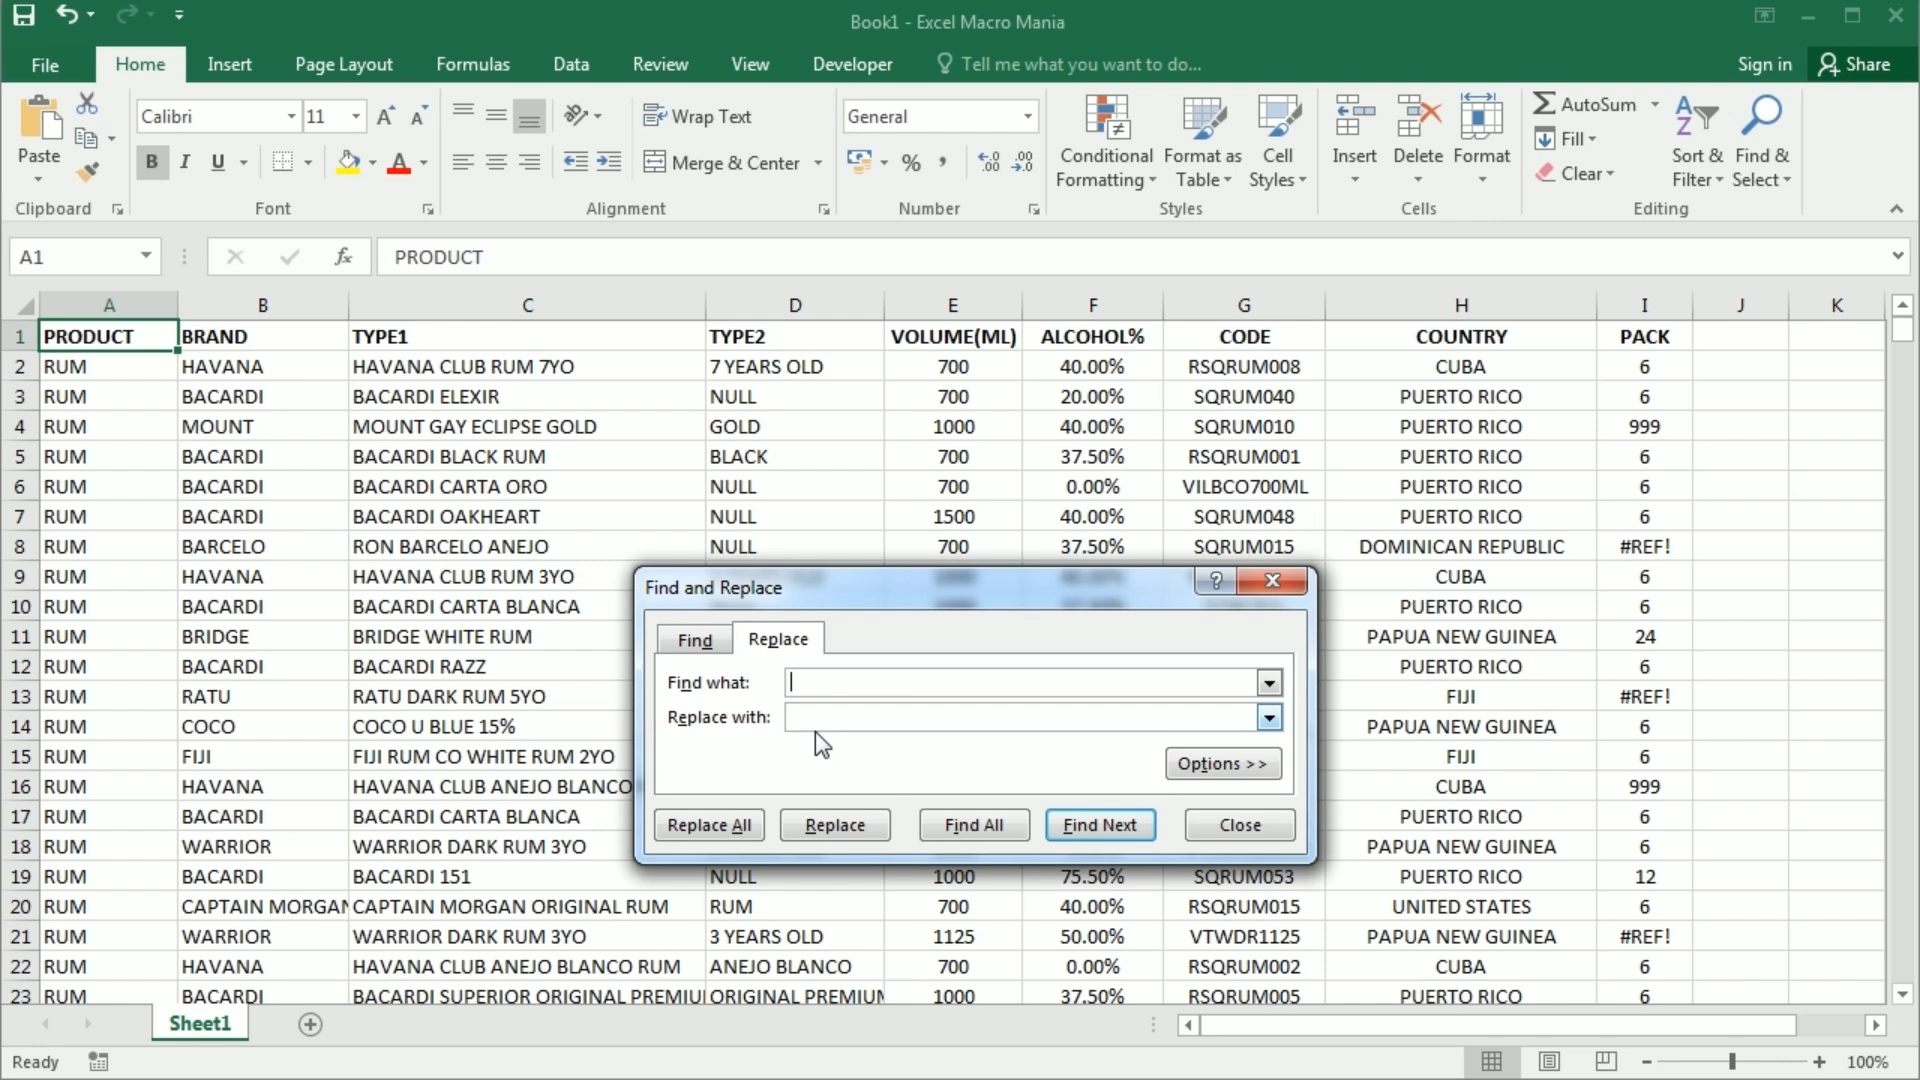 Book1 - Excel Macro Mania
File Home Insert Page Layout Formulas Data Review View Developer Tell me what you want to do... Sign in Share
Paste
Clipboard
Calibri 11
B I U A
Font
Wrap Text
Merge & Center
Alignment
General
% ,
Number
Conditional Formatting
Format as Table
Cell Styles
Styles
Insert
Delete
Format
Cells
AutoSum
Fill
Clear
Sort & Filter
Find & Select
Editing
A1 fx PRODUCT
A B C D E F G H I J K
1 PRODUCT BRAND TYPE1 TYPE2 VOLUME(ML) ALCOHOL% CODE COUNTRY PACK
2 RUM HAVANA HAVANA CLUB RUM 7YO 7 YEARS OLD 700 40.00% RSQRUM008 CUBA 6
3 RUM BACARDI BACARDI ELEXIR NULL 700 20.00% SQRUM040 PUERTO RICO 6
4 RUM MOUNT MOUNT GAY ECLIPSE GOLD GOLD 1000 40.00% SQRUM010 PUERTO RICO 999
5 RUM BACARDI BACARDI BLACK RUM BLACK 700 37.50% RSQRUM001 PUERTO RICO 6
6 RUM BACARDI BACARDI CARTA ORO NULL 700 0.00% VILBCO700ML PUERTO RICO 6
7 RUM BACARDI BACARDI OAKHEART NULL 1500 40.00% SQRUM048 PUERTO RICO 6
8 RUM BARCELO RON BARCELO ANEJO NULL 700 37.50% SQRUM015 DOMINICAN REPUBLIC #REF!
9 RUM HAVANA HAVANA CLUB RUM 3YO CUBA 6
10 RUM BACARDI BACARDI CARTA BLANCA PUERTO RICO 6
11 RUM BRIDGE BRIDGE WHITE RUM PAPUA NEW GUINEA 24
12 RUM BACARDI BACARDI RAZZ PUERTO RICO 6
13 RUM RATU RATU DARK RUM 5YO FIJI #REF!
14 RUM COCO COCO U BLUE 15% PAPUA NEW GUINEA 6
15 RUM FIJI FIJI RUM CO WHITE RUM 2YO FIJI 6
16 RUM HAVANA HAVANA CLUB ANEJO BLANCO CUBA 999
17 RUM BACARDI BACARDI CARTA BLANCA PUERTO RICO 6
18 RUM WARRIOR WARRIOR DARK RUM 3YO PAPUA NEW GUINEA 6
19 RUM BACARDI BACARDI 151 NULL 1000 75.50% SQRUM053 PUERTO RICO 12
20 RUM CAPTAIN MORGAN CAPTAIN MORGAN ORIGINAL RUM RUM 700 40.00% RSQRUM015 UNITED STATES 6
21 RUM WARRIOR WARRIOR DARK RUM 3YO 3 YEARS OLD 1125 50.00% VTWDR1125 PAPUA NEW GUINEA #REF!
22 RUM HAVANA HAVANA CLUB ANEJO BLANCO RUM ANEJO BLANCO 700 0.00% RSQRUM002 CUBA 6
23 RUM BACARDI BACARDI SUPERIOR ORIGINAL PREMIU ORIGINAL PREMIUM 1000 37.50% RSQRUM005 PUERTO RICO 6
Find and Replace
Find Replace
Find what:
Replace with:
Options >>
Replace All Replace Find All Find Next Close
Sheet1
Ready 100%